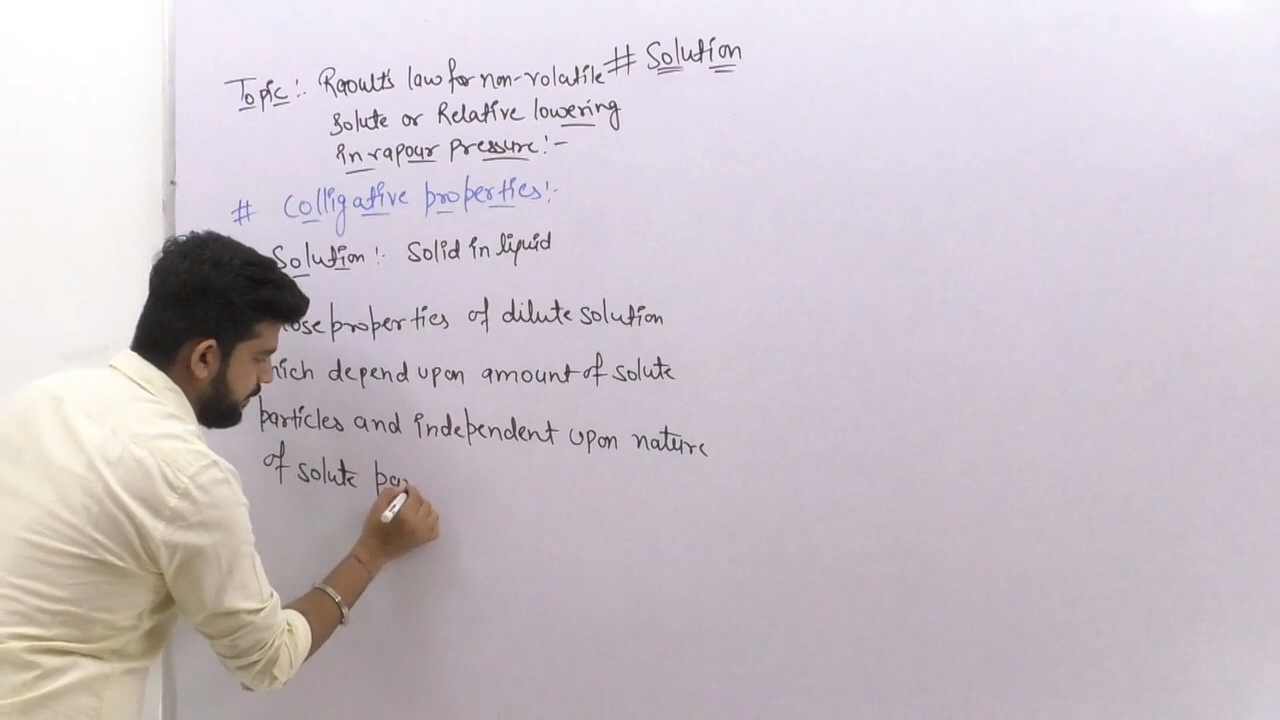 Topic:. Raoult's law for non-volatile # Solution
Solute or Relative lowering
in vapour pressure:-
# Colligative properties:-
Solution:. Solid in liquid
properties of dilute solution
depend upon amount of solute
particles and independent upon nature
of solute